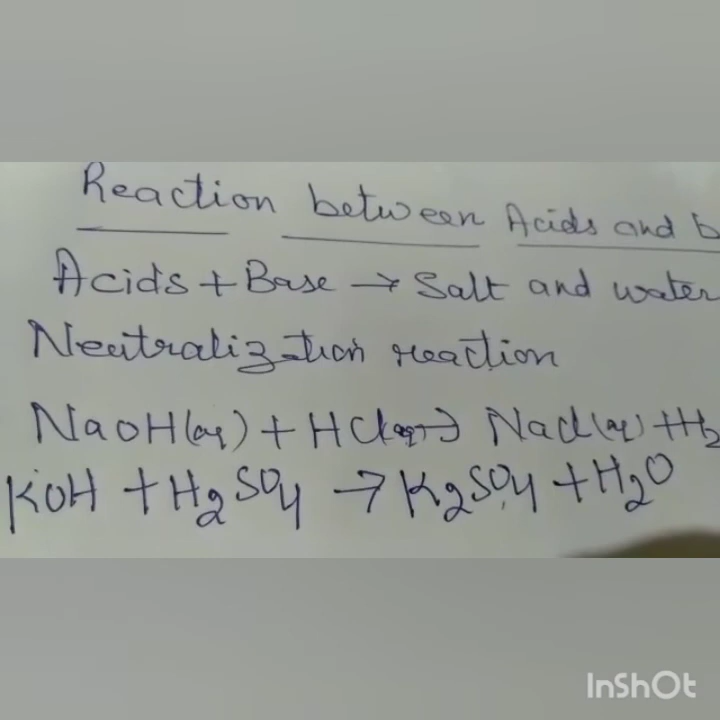 Reaction between Acids and b
Acids + Base → Salt and water
Neutralization reaction
NaOH(aq) + HCl(aq) → NaCl(aq) + H2
KOH + H2SO4 → K2SO4 + H2O
InShOt